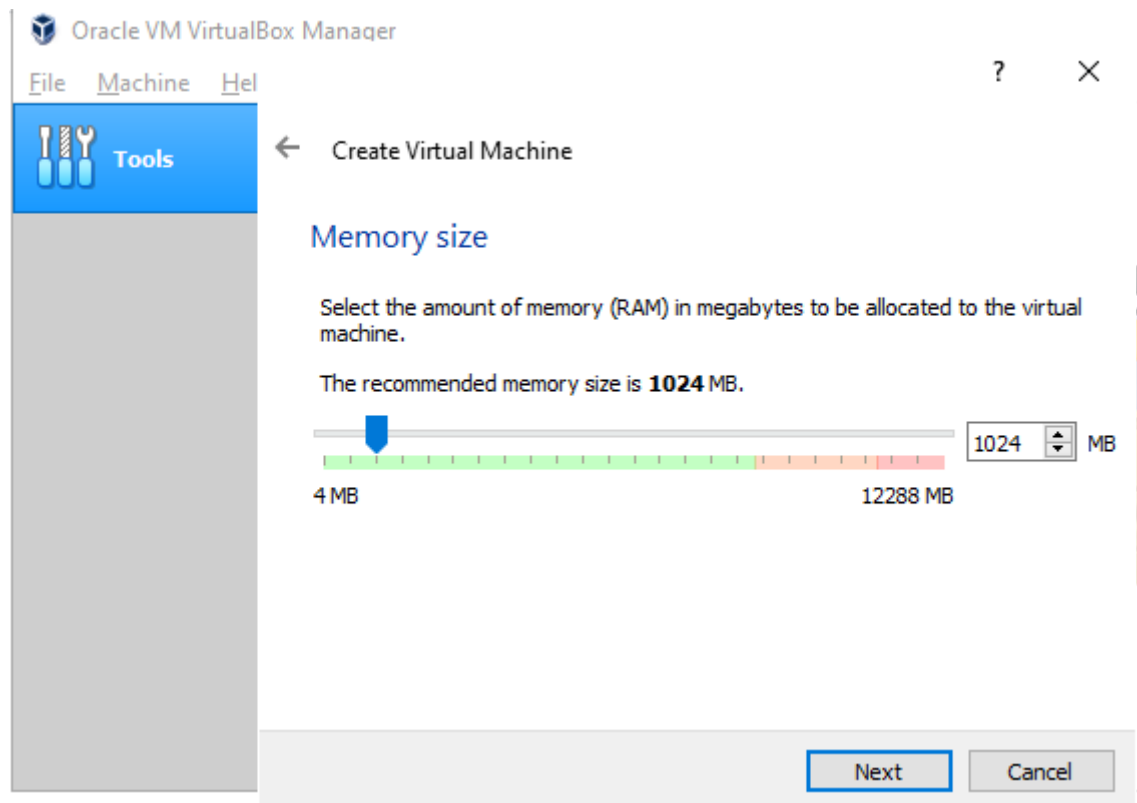 Oracle VM VirtualBox Manager
File Machine Hel
? ×
Tools
← Create Virtual Machine
Memory size
Select the amount of memory (RAM) in megabytes to be allocated to the virtual
machine.
The recommended memory size is 1024 MB.
1024 MB
4 MB 12288 MB
Next Cancel